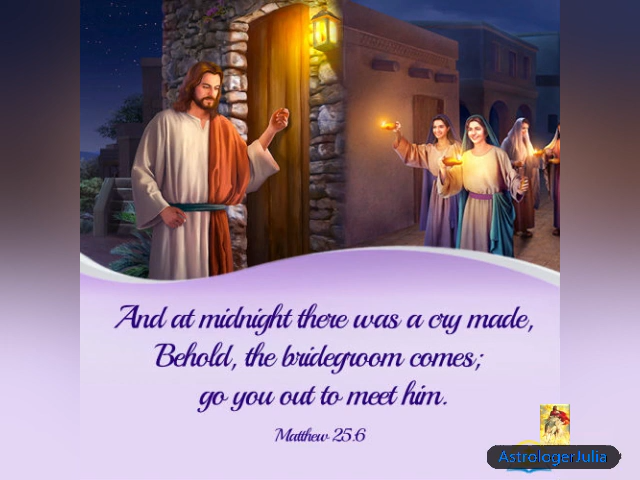 And at midnight there was a cry made,
Behold, the bridegroom comes;
go you out to meet him.
Matthew 25:6
AstrologerJulia